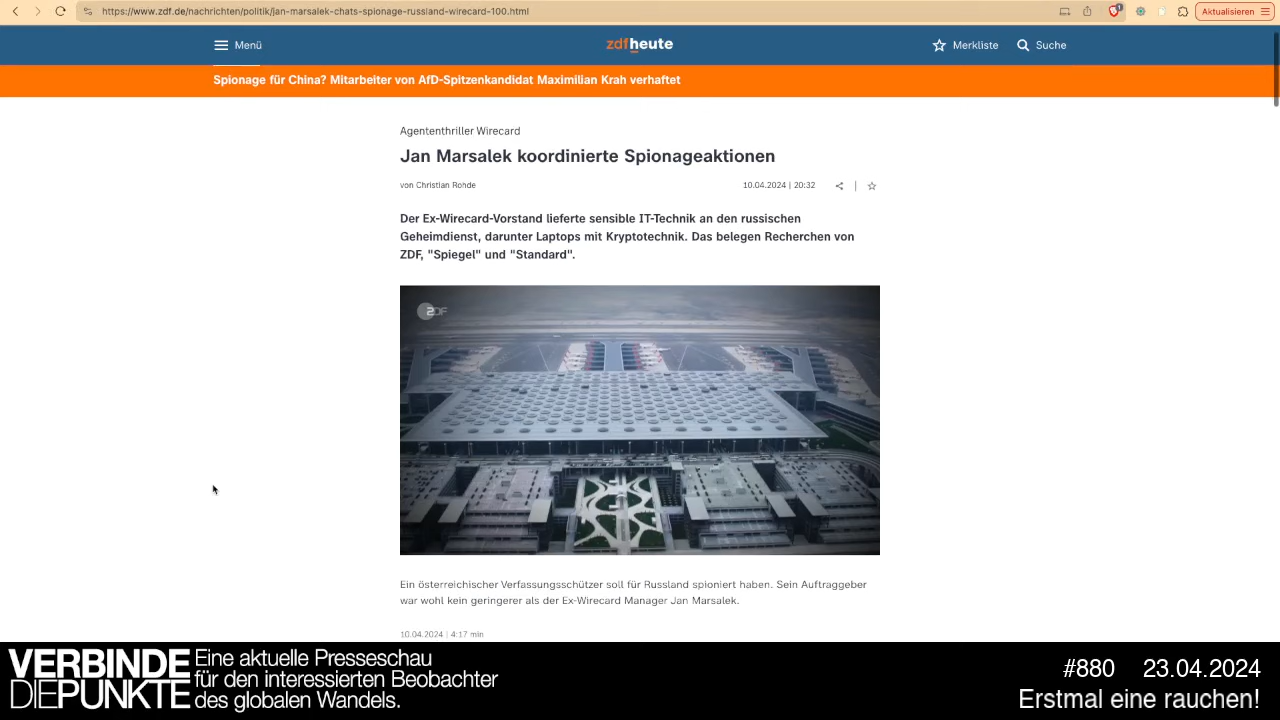 https://www.zdf.de/nachrichten/politik/jan-marsalek-chats-spionage-russland-wirecard-100.html
Aktualisieren
Menü
zdfheute
Merkliste
Suche
Spionage für China? Mitarbeiter von AfD-Spitzenkandidat Maximilian Krah verhaftet
Agententhriller Wirecard
Jan Marsalek koordinierte Spionageaktionen
von Christian Rohde
10.04.2024 | 20:32
Der Ex-Wirecard-Vorstand lieferte sensible IT-Technik an den russischen
Geheimdienst, darunter Laptops mit Kryptotechnik. Das belegen Recherchen von
ZDF, "Spiegel" und "Standard".
ZDF
Ein österreichischer Verfassungsschützer soll für Russland spioniert haben. Sein Auftraggeber
war wohl kein geringerer als der Ex-Wirecard Manager Jan Marsalek.
10.04.2024 | 4:17 min
VERBINDE
DIEPUNKTE
Eine aktuelle Presseschau
für den interessierten Beobachter
des globalen Wandels.
#880 23.04.2024
Erstmal eine rauchen!